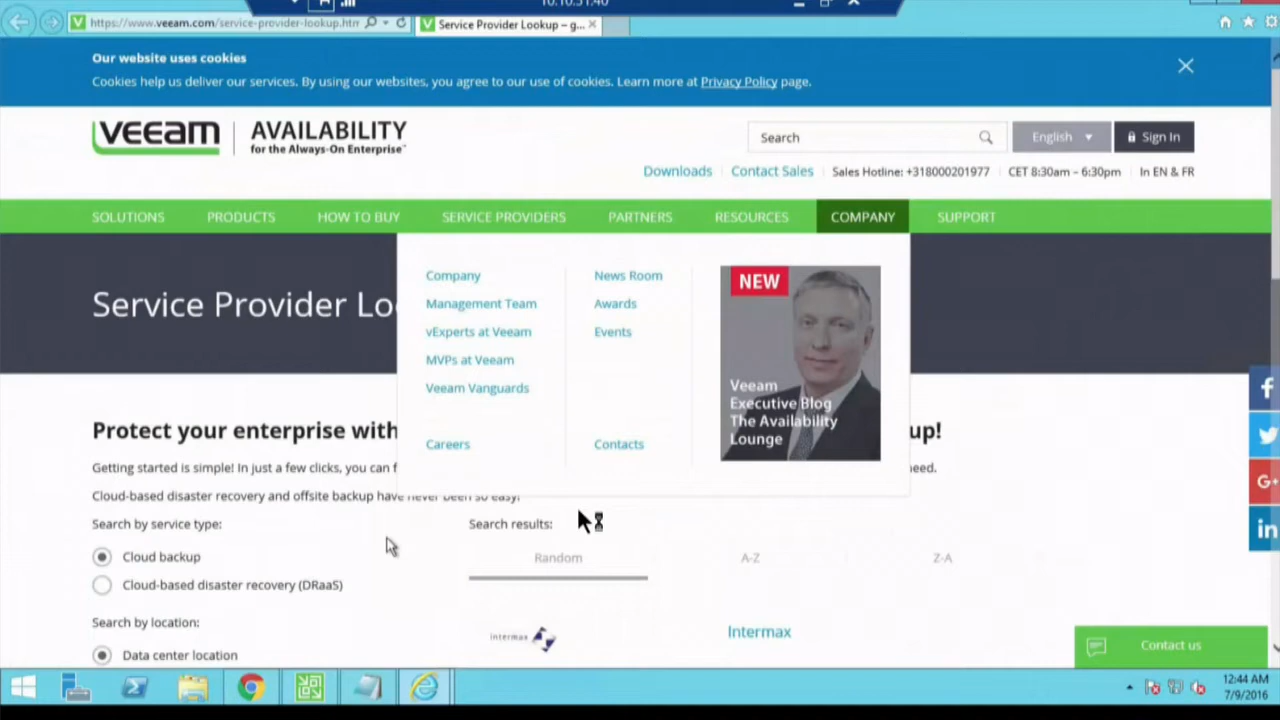 https://www.veeam.com/service-provider-lookup.htm
Service Provider Lookup – g...
Our website uses cookies
Cookies help us deliver our services. By using our websites, you agree to our use of cookies. Learn more at Privacy Policy page.
veeam
AVAILABILITY
for the Always-On Enterprise™
Search
English
Sign In
Downloads
Contact Sales
Sales Hotline: +318000201977
CET 8:30am – 6:30pm
In EN & FR
SOLUTIONS
PRODUCTS
HOW TO BUY
SERVICE PROVIDERS
PARTNERS
RESOURCES
COMPANY
SUPPORT
Company
Management Team
vExperts at Veeam
MVPs at Veeam
Veeam Vanguards
Careers
News Room
Awards
Events
Contacts
NEW
Veeam
Executive Blog
The Availability
Lounge
Service Provider Lo
Protect your enterprise with
up!
Getting started is simple! In just a few clicks, you can f
eed.
Cloud-based disaster recovery and offsite backup have never been so easy.
Search by service type:
Cloud backup
Cloud-based disaster recovery (DRaaS)
Search by location:
Data center location
Search results:
Random
A-Z
Z-A
intermax
Intermax
f
G+
in
Contact us
12:44 AM
7/9/2016